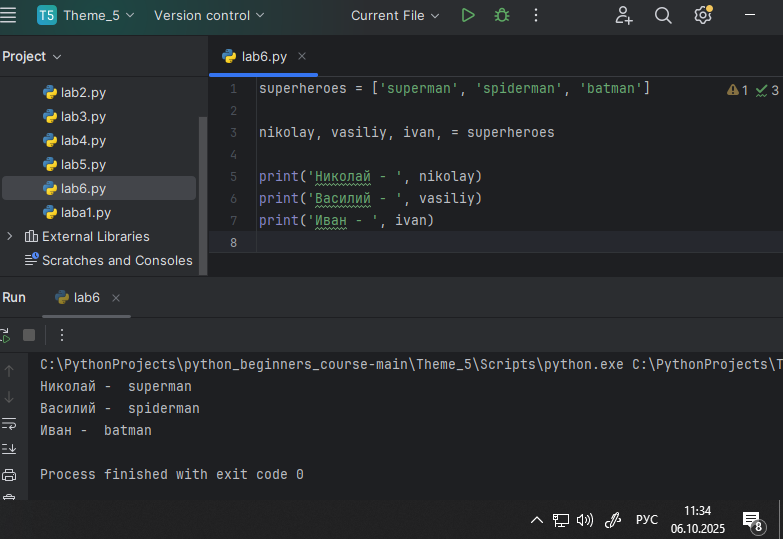 T5 Theme_5 Version control Current File
Project
lab6.py
lab2.py
lab3.py
lab4.py
lab5.py
lab6.py
laba1.py
External Libraries
Scratches and Consoles
1 superheroes = ['superman', 'spiderman', 'batman'] 1 3
2
3 nikolay, vasiliy, ivan, = superheroes
4
5 print('Николай - ', nikolay)
6 print('Василий - ', vasiliy)
7 print('Иван - ', ivan)
8
Run lab6
C:\PythonProjects\python_beginners_course-main\Theme_5\Scripts\python.exe C:\PythonProjects\T
Николай -  superman
Василий -  spiderman
Иван -  batman
Process finished with exit code 0
РУС
11:34
06.10.2025
8